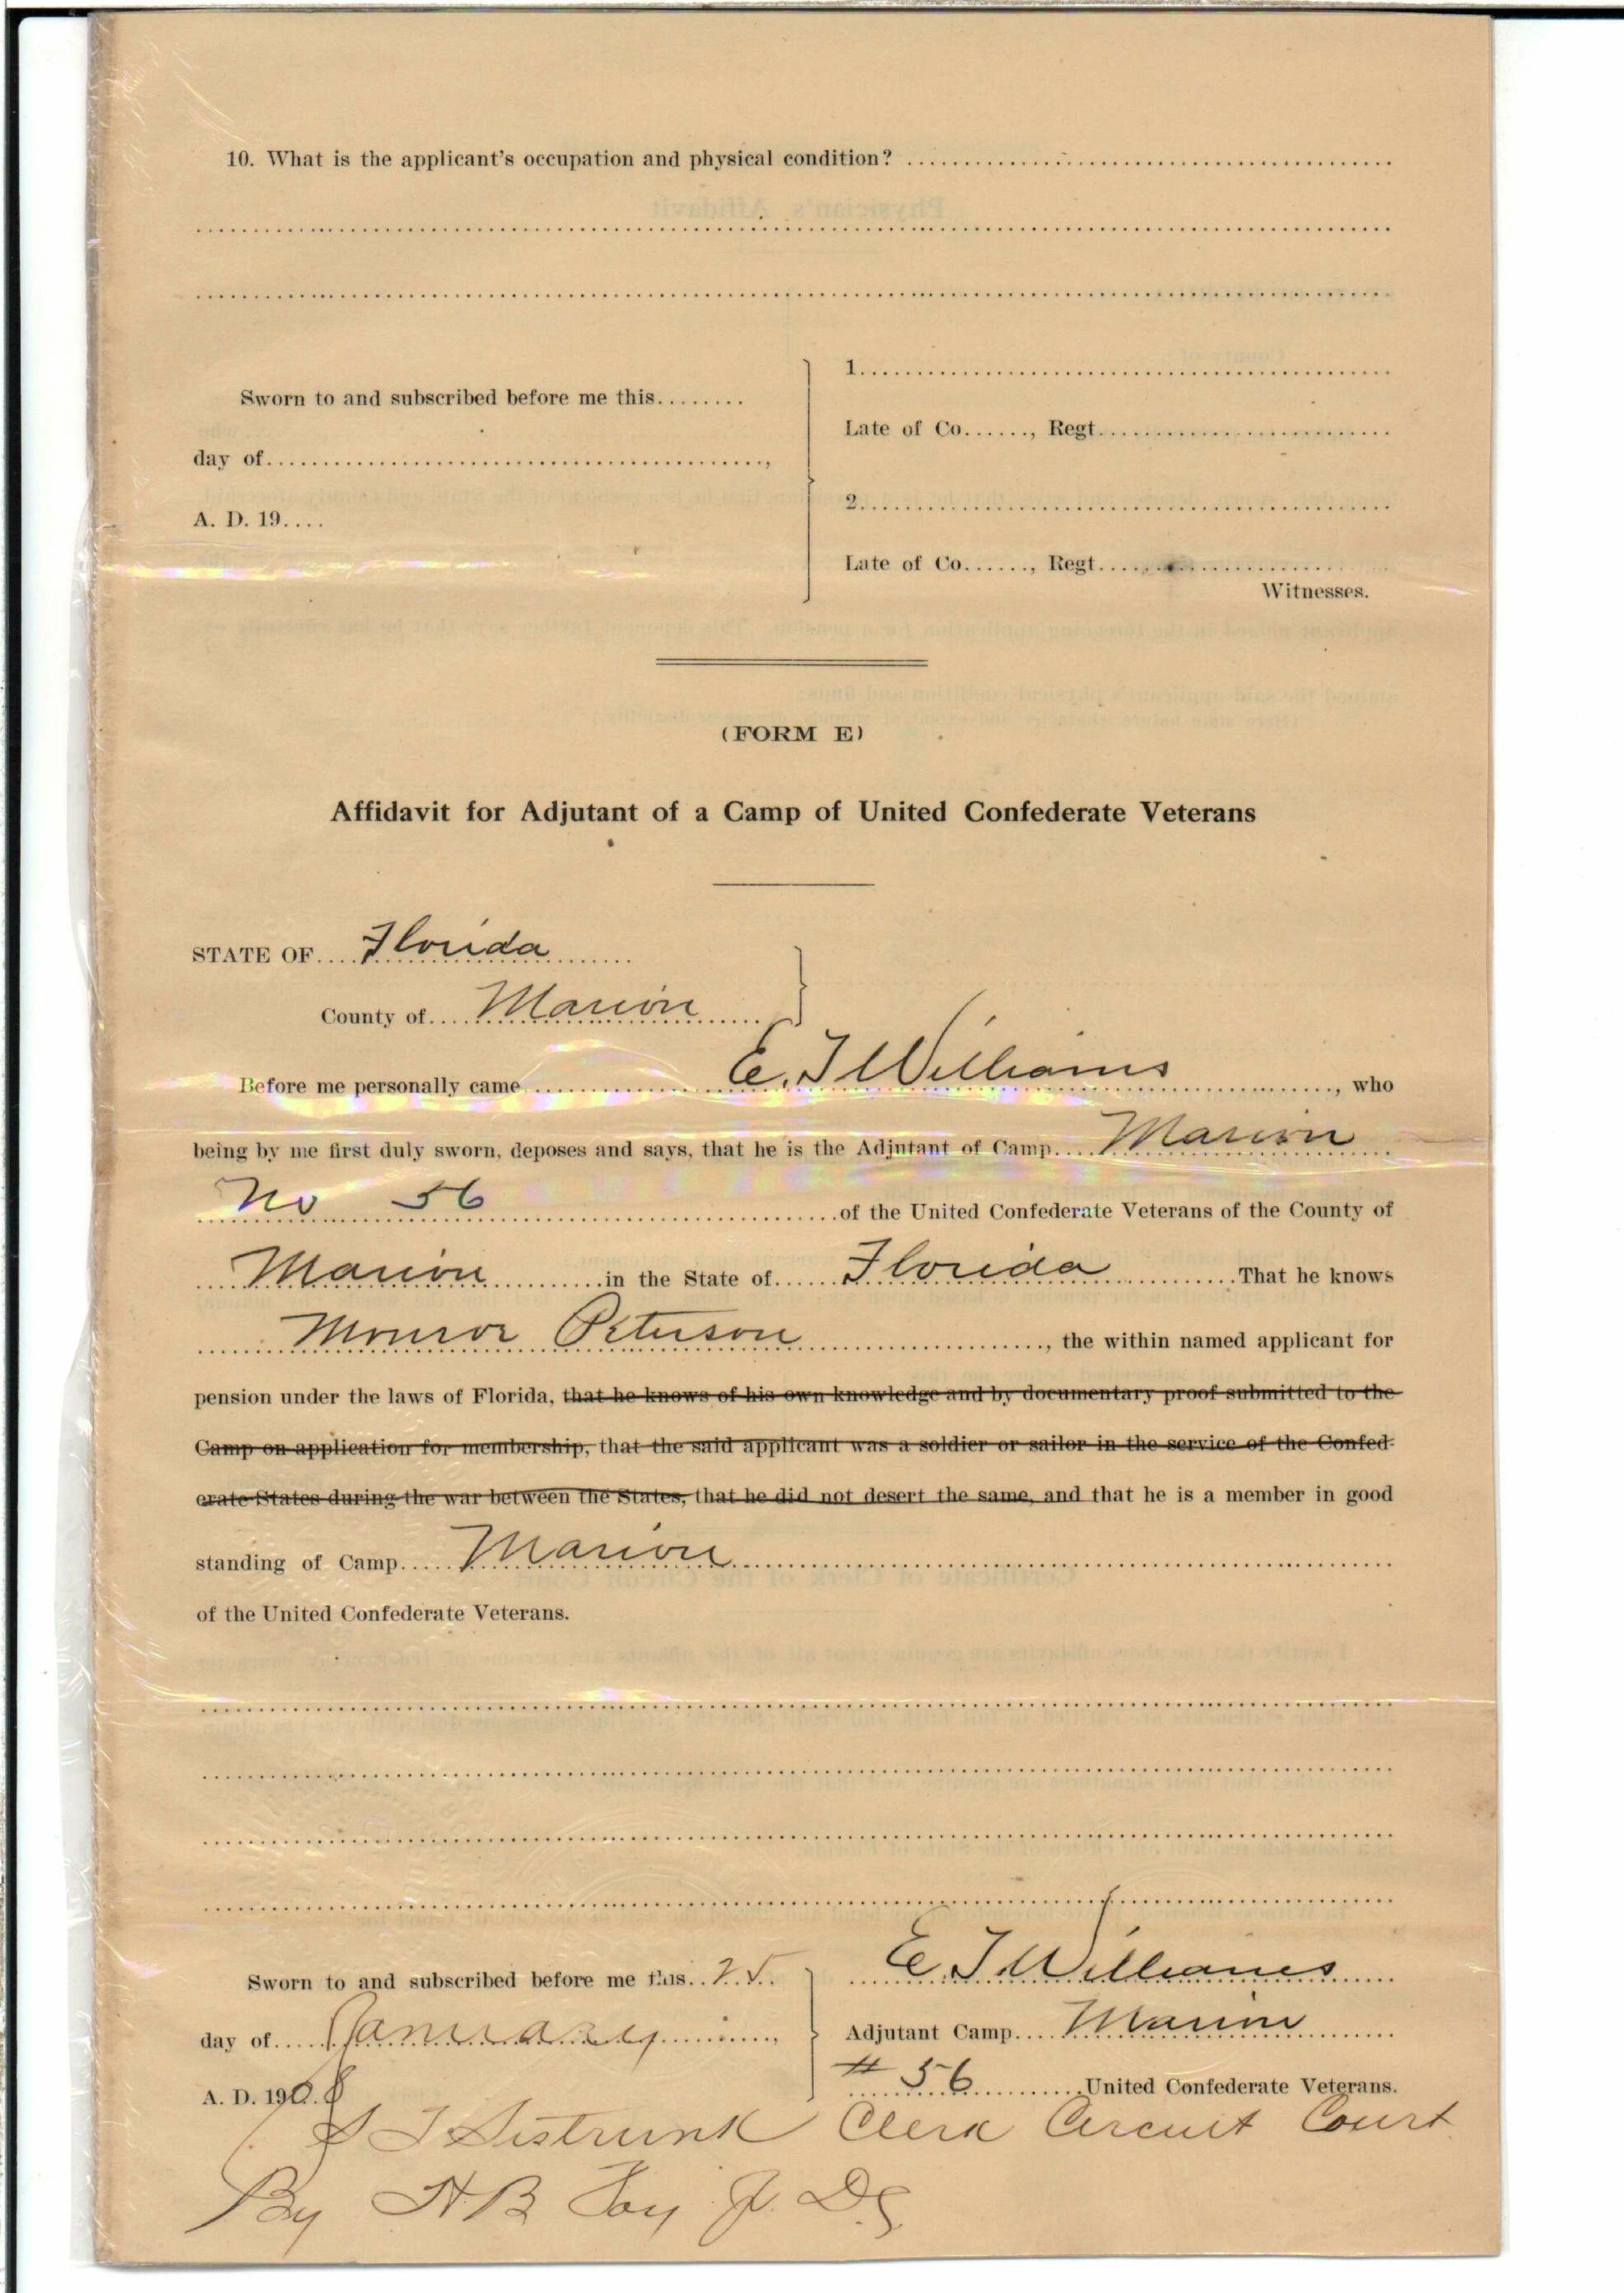 10. What is the applicant's occupation and physical condition?
Sworn to and subscribed before me this........
day of..................,
A. D. 19....
1.
Late of Co......, Regt.
2.
Late of Co......, Regt.
Witnesses.
(FORM E)
Affidavit for Adjutant of a Camp of United Confederate Veterans
STATE OF.... Florida
County of.... Marion
Before me personally came E. T Williams, who
being by me first duly sworn, deposes and says, that he is the Adjutant of Camp.... Marion
No 56 of the United Confederate Veterans of the County of
Marion in the State of Florida That he knows
Monroe Peterson, the within named applicant for
pension under the laws of Florida, that he knows of his own knowledge and by documentary proof submitted to the
Camp on application for membership, that the said applicant was a soldier or sailor in the service of the Confed-
erate States during the war between the States, that he did not desert the same, and that he is a member in good
standing of Camp..... Marion
of the United Confederate Veterans.
Sworn to and subscribed before me this.. 25
day of..... January
A. D. 190.8
E T Williams
Adjutant Camp.... Marion
# 56 United Confederate Veterans.
S T Sistrunk Clerk Circuit Court
By H B Foy Jr. DC